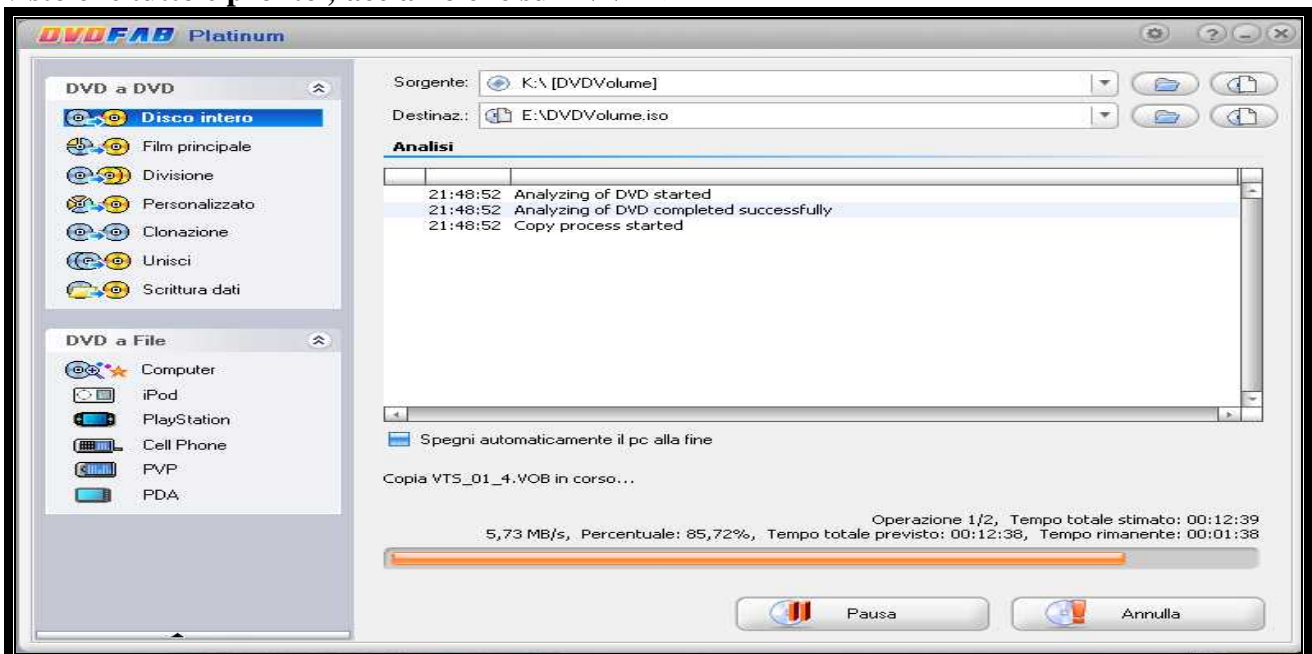 DVDFAB Platinum
DVD a DVD
Disco intero
Film principale
Divisione
Personalizzato
Clonazione
Unisci
Scrittura dati
DVD a File
Computer
iPod
PlayStation
Cell Phone
PVP
PDA
Sorgente: K:\ [DVDVolume]
Destinaz.: E:\DVDVolume.iso
Analisi
21:48:52 Analyzing of DVD started
21:48:52 Analyzing of DVD completed successfully
21:48:52 Copy process started
Spegni automaticamente il pc alla fine
Copia VTS_01_4.VOB in corso...
Operazione 1/2, Tempo totale stimato: 00:12:39
5,73 MB/s, Percentuale: 85,72%, Tempo totale previsto: 00:12:38, Tempo rimanente: 00:01:38
Pausa
Annulla